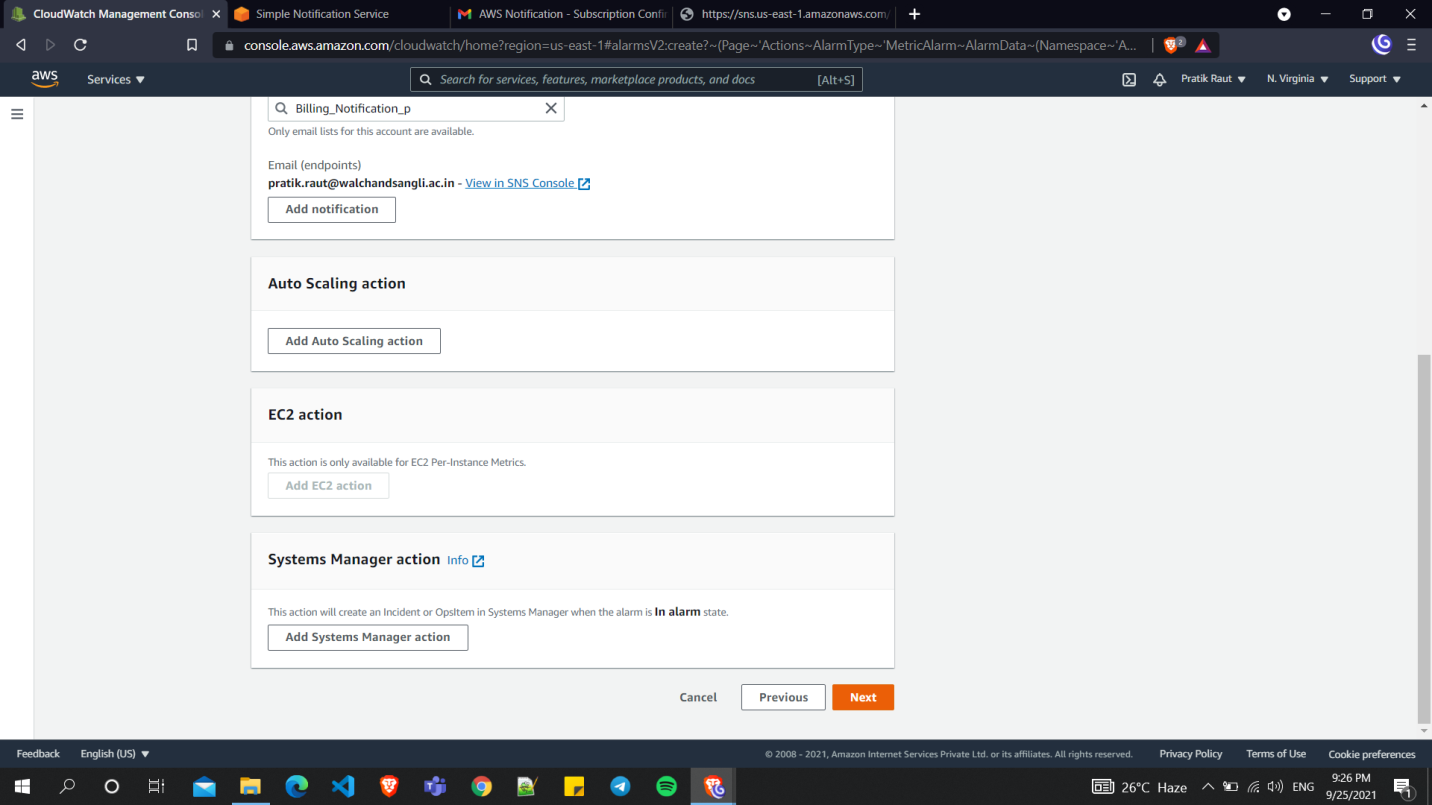 CloudWatch Management Consol
Simple Notification Service
AWS Notification - Subscription Confir
https://sns.us-east-1.amazonaws.com/
console.aws.amazon.com/cloudwatch/home?region=us-east-1#alarmsV2:create?~(Page~'Actions~AlarmType~'MetricAlarm~AlarmData~(Namespace~'A...
2
aws
Services
Search for services, features, marketplace products, and docs
[Alt+S]
Pratik Raut
N. Virginia
Support
Billing_Notification_p
Only email lists for this account are available.
Email (endpoints)
pratik.raut@walchandsangli.ac.in - View in SNS Console
Add notification
Auto Scaling action
Add Auto Scaling action
EC2 action
This action is only available for EC2 Per-Instance Metrics.
Add EC2 action
Systems Manager action Info
This action will create an Incident or OpsItem in Systems Manager when the alarm is In alarm state.
Add Systems Manager action
Cancel
Previous
Next
Feedback
English (US)
© 2008 - 2021, Amazon Internet Services Private Ltd. or its affiliates. All rights reserved.
Privacy Policy
Terms of Use
Cookie preferences
26°C Haze
ENG
9:26 PM
9/25/2021
1